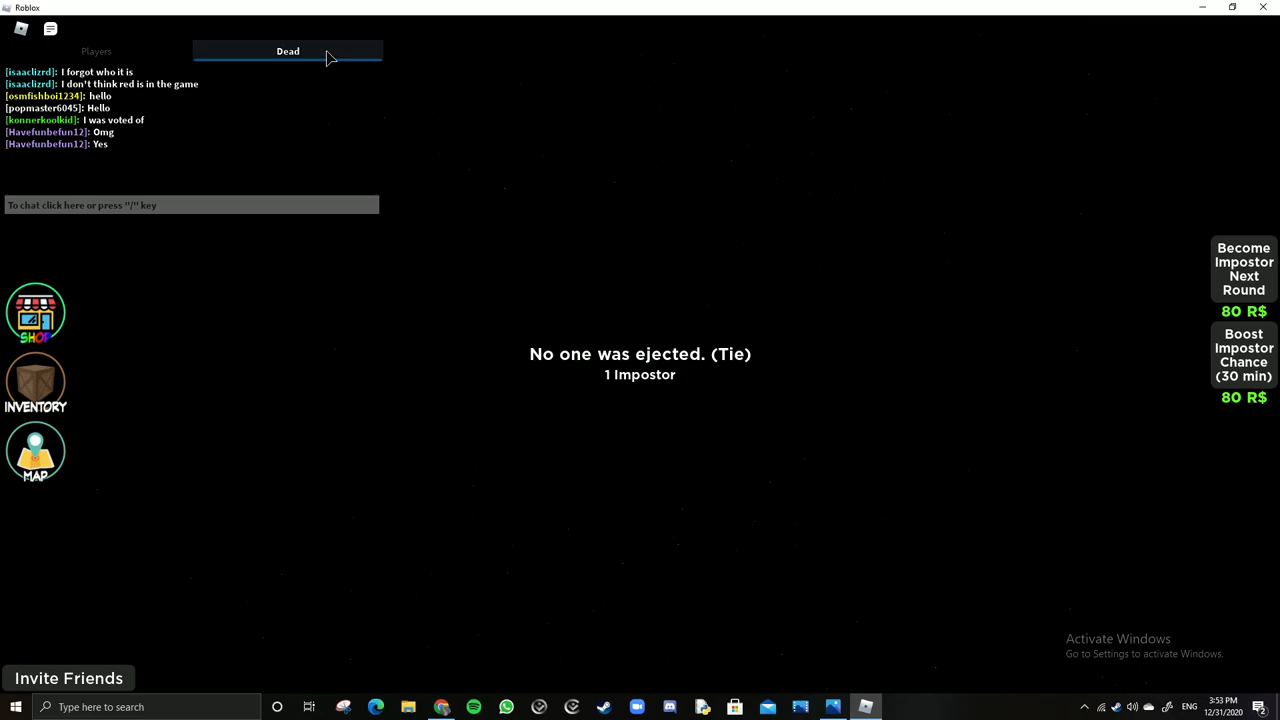 Roblox
Players
Dead
[isaaclizrd]: I forgot who it is
[isaaclizrd]: I don't think red is in the game
[osmfishboi1234]: hello
[popmaster6045]: Hello
[konnerkoolkid]: I was voted of
[Havefunbefun12]: Omg
[Havefunbefun12]: Yes
To chat click here or press "/" key
SHOP
INVENTORY
MAP
No one was ejected. (Tie)
1 Impostor
Become
Impostor
Next
Round
80 R$
Boost
Impostor
Chance
(30 min)
80 R$
Activate Windows
Go to Settings to activate Windows.
Invite Friends
Type here to search
ENG
3:53 PM
12/31/2020
2